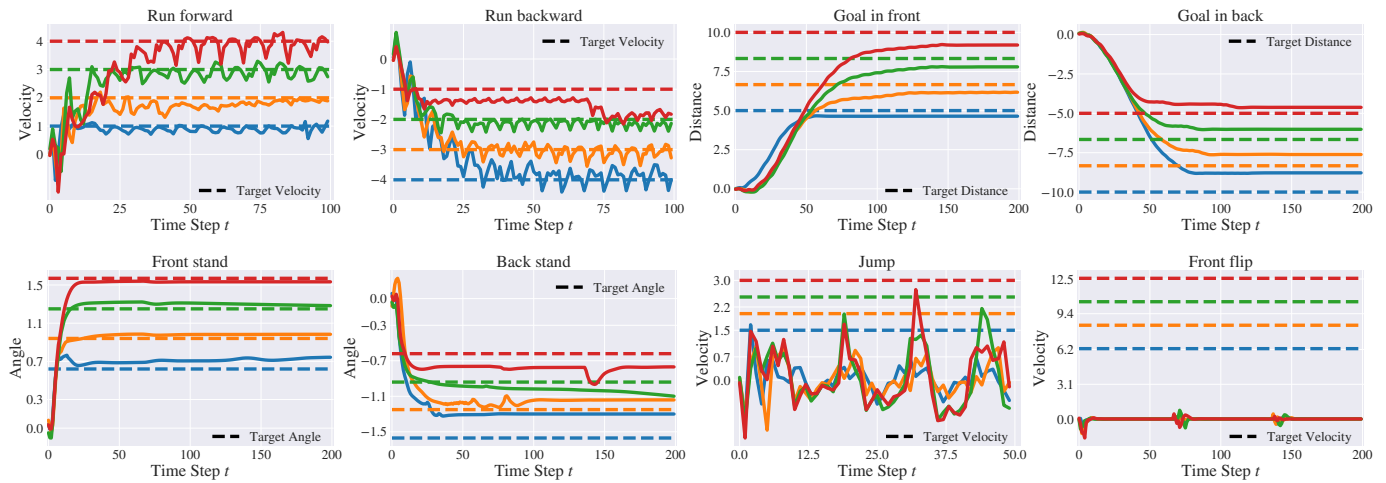 Run forward
Velocity
4
3
2
1
0
0
25
50
75
100
Time Step t
Target Velocity
Run backward
Velocity
0
−1
−2
−3
−4
0
25
50
75
100
Time Step t
Target Velocity
Goal in front
Distance
10.0
7.5
5.0
2.5
0.0
0
50
100
150
200
Time Step t
Target Distance
Goal in back
Distance
0.0
−2.5
−5.0
−7.5
−10.0
0
50
100
150
200
Time Step t
Target Distance
Front stand
Angle
1.5
1.1
0.7
0.3
0.0
0
50
100
150
200
Time Step t
Target Angle
Back stand
Angle
0.0
−0.3
−0.7
−1.1
−1.5
0
50
100
150
200
Time Step t
Target Angle
Jump
Velocity
3.0
2.2
1.5
0.7
0.0
0.0
12.5
25.0
37.5
50.0
Time Step t
Target Velocity
Front flip
Velocity
12.5
9.4
6.2
3.1
0.0
0
50
100
150
200
Time Step t
Target Velocity